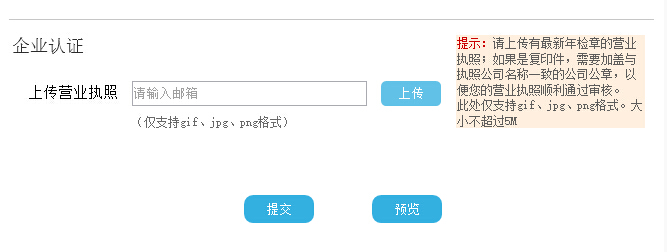 企业认证
上传营业执照
请输入邮箱
上传
（仅支持gif、jpg、png格式）
提示：请上传有最新年检章的营业
执照；如果是复印件，需要加盖与
执照公司名称一致的公司公章，以
便您的营业执照顺利通过审核。
此处仅支持gif、jpg、png格式。大
小不超过5M
提交
预览